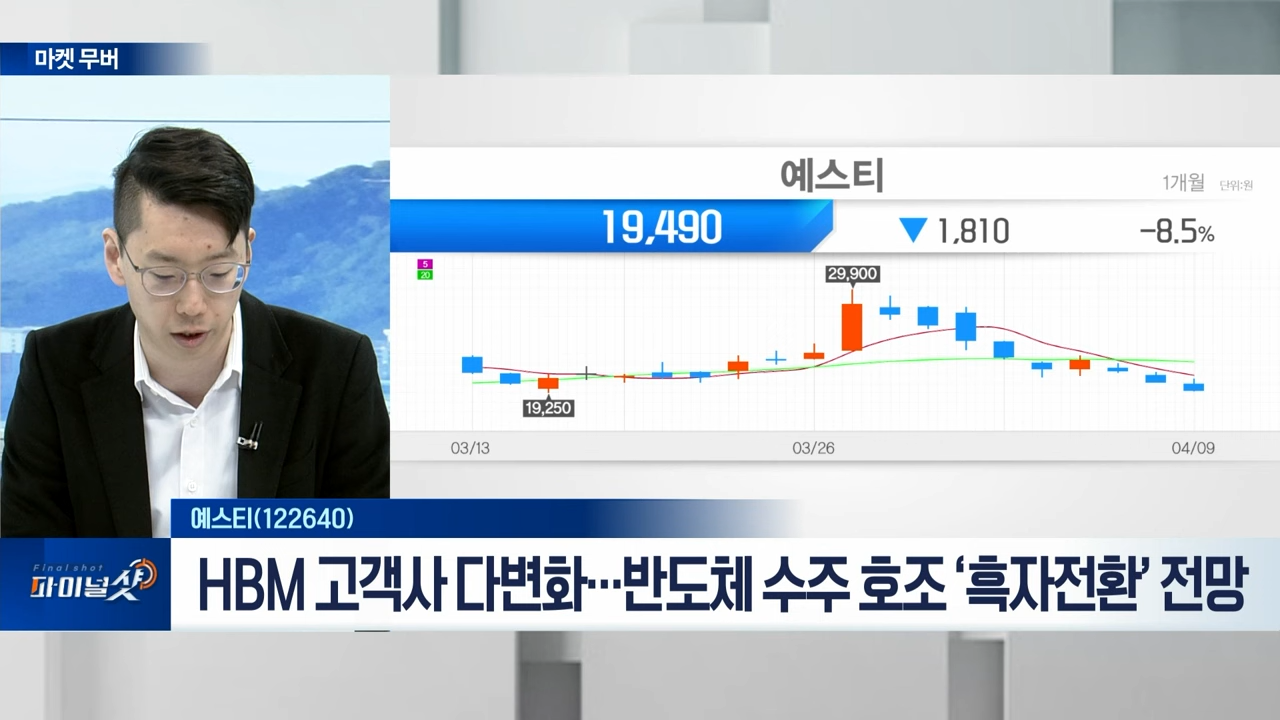 마켓 무버
예스티
1개월 단위:원
19,490 ▼ 1,810 -8.5%
5
20
29,900
19,250
03/13 03/26 04/09
예스티(122640)
Final shot
파이널샷
HBM 고객사 다변화…반도체 수주 호조 ‘흑자전환’ 전망